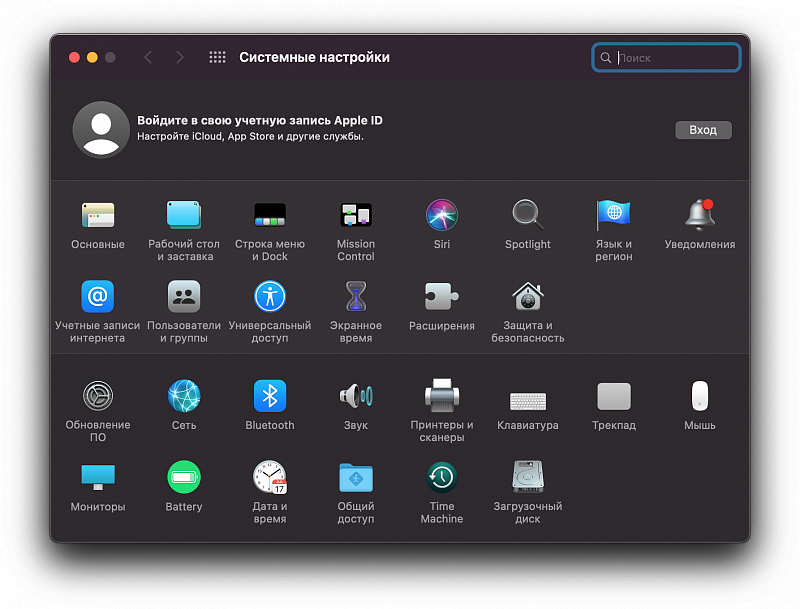 Системные настройки
Поиск
Войдите в свою учетную запись Apple ID
Настройте iCloud, App Store и другие службы.
Вход
Основные
Рабочий стол
и заставка
Строка меню
и Dock
Mission
Control
Siri
Spotlight
Язык и
регион
Уведомления
Учетные записи
интернета
Пользователи
и группы
Универсальный
доступ
Экранное
время
Расширения
Защита и
безопасность
Обновление
ПО
Сеть
Bluetooth
Звук
Принтеры и
сканеры
Клавиатура
Трекпад
Мышь
Мониторы
Battery
17
Дата и
время
Общий
доступ
Time
Machine
Загрузочный
диск